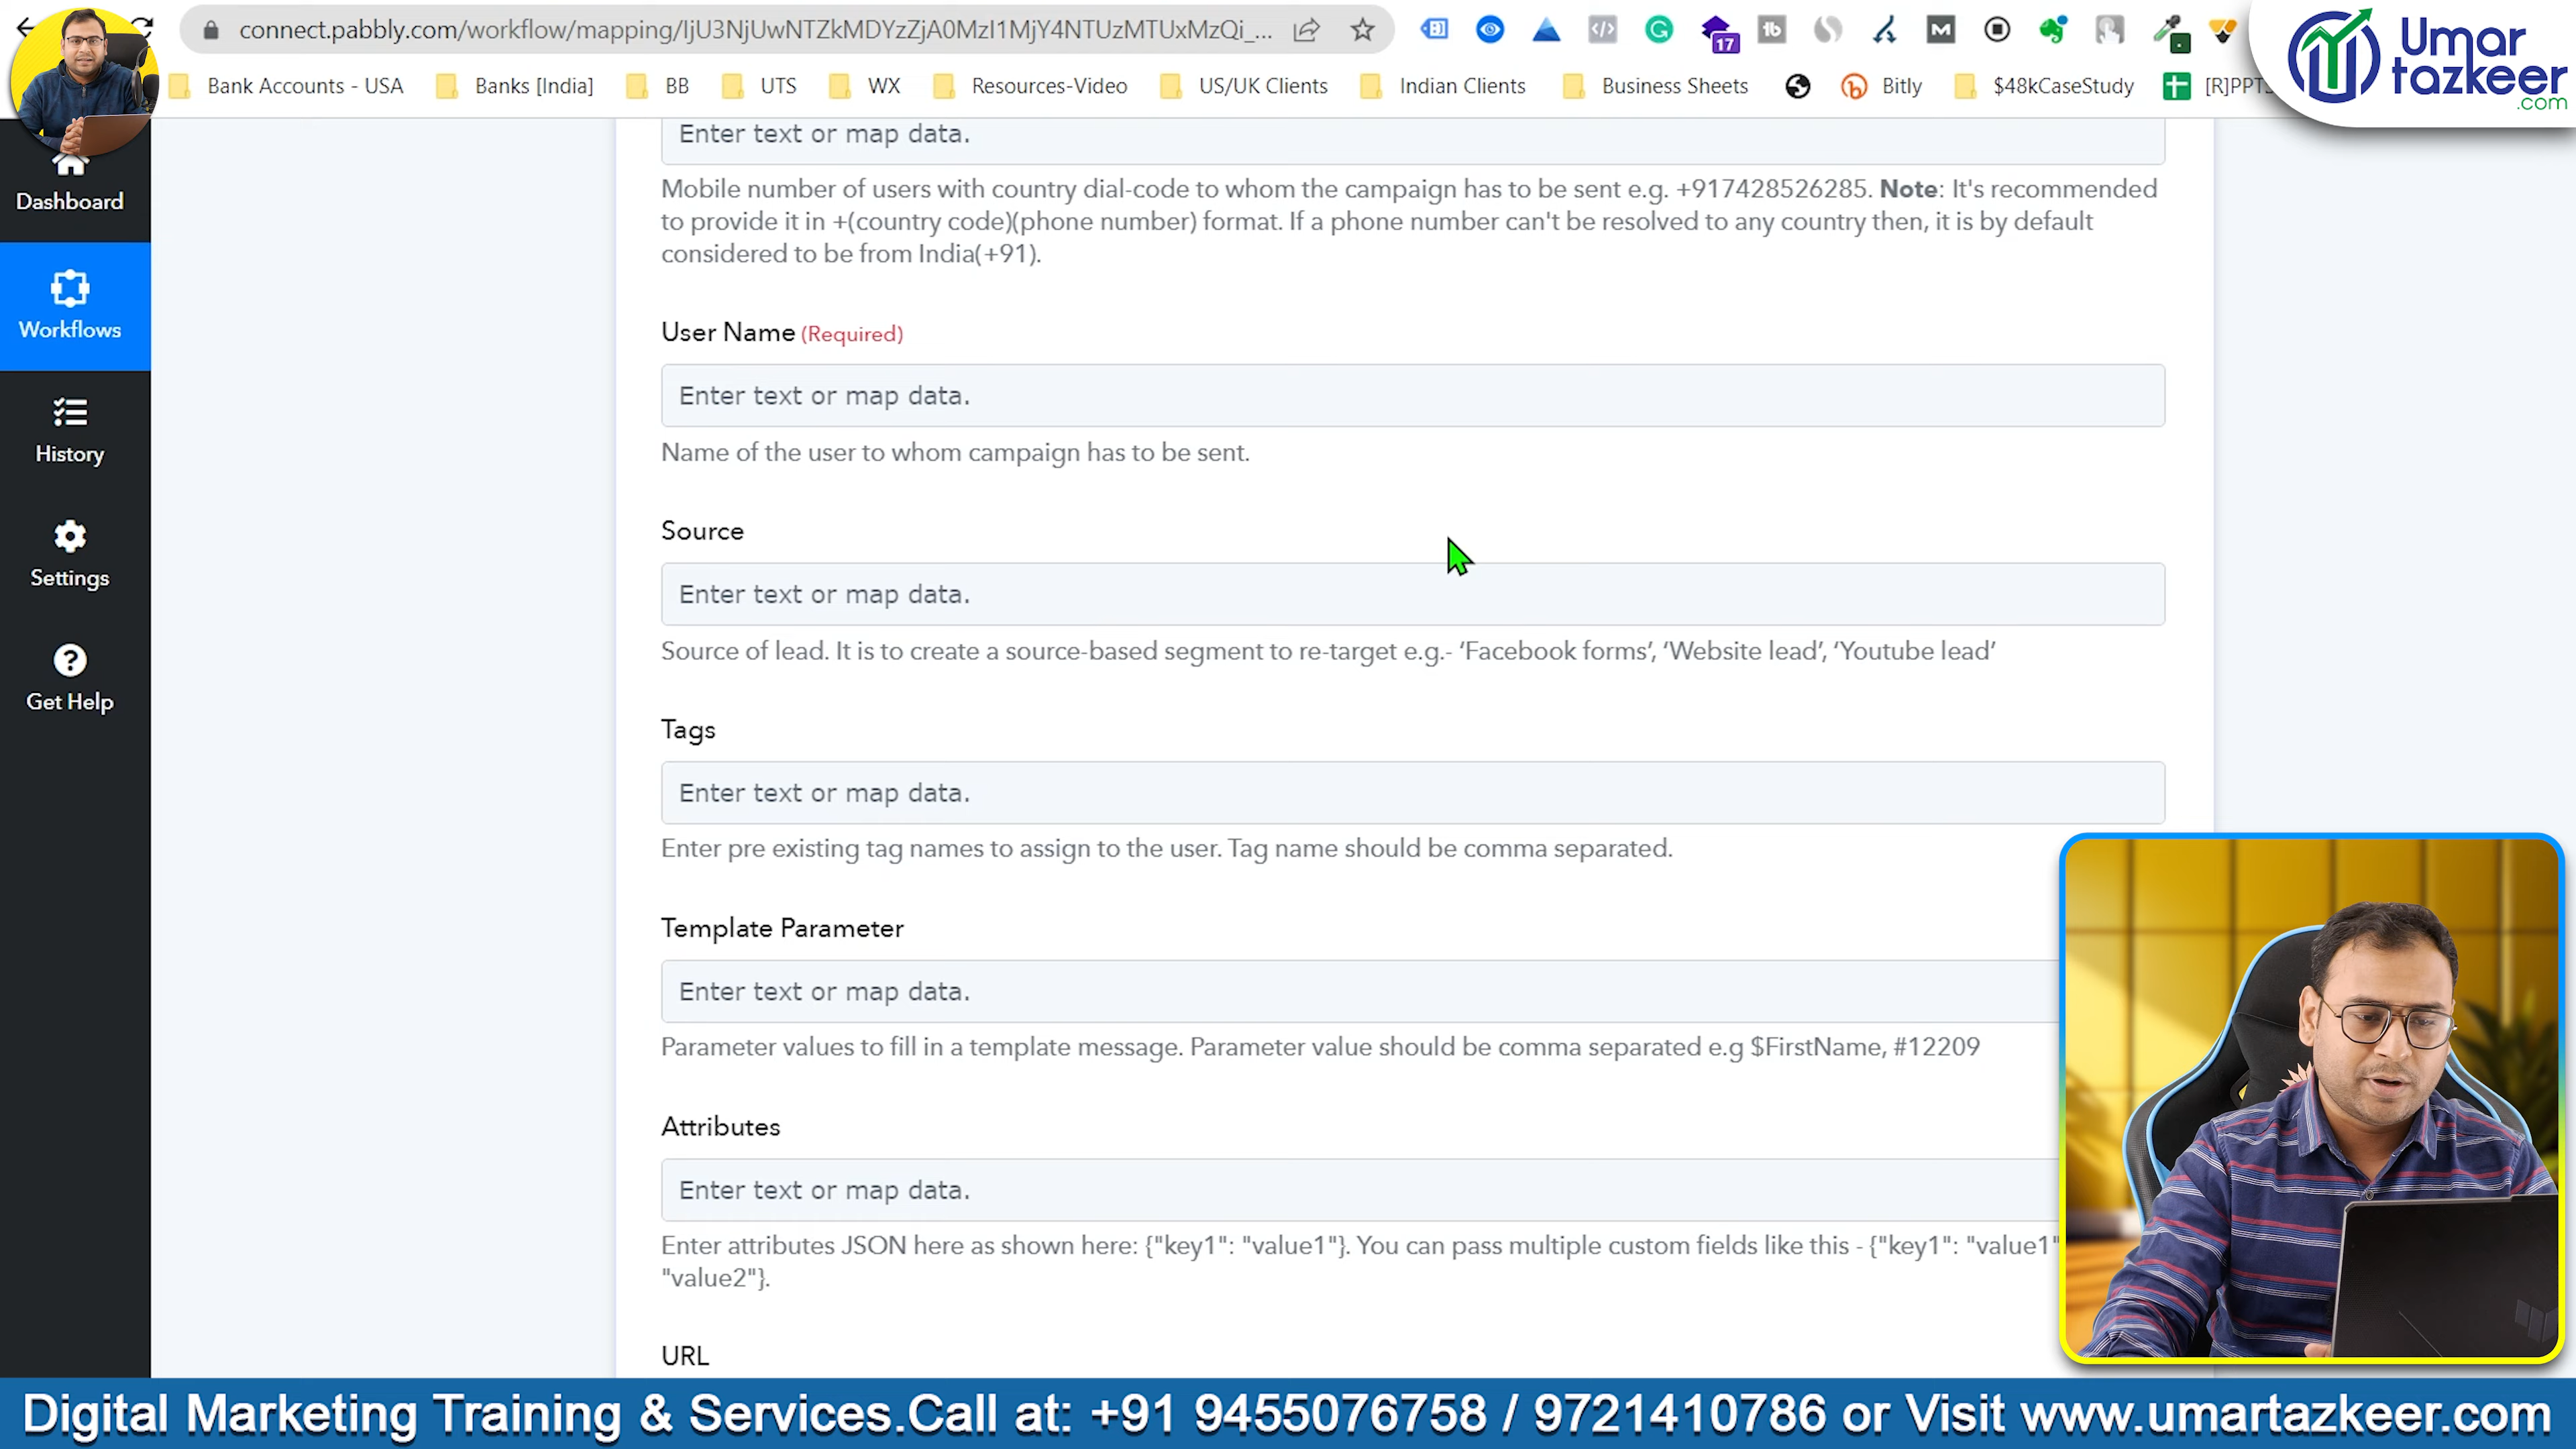 connect.pabbly.com/workflow/mapping/IjU3NjUwNTZkMDYzZjA0MzI1MjY4NTUzMTUxMzQi_...
17
Umar
tazkeer
.com
Bank Accounts - USA
Banks [India]
BB
UTS
WX
Resources-Video
US/UK Clients
Indian Clients
Business Sheets
Bitly
$48kCaseStudy
Dashboard
Workflows
History
Settings
Get Help
Enter text or map data.
Mobile number of users with country dial-code to whom the campaign has to be sent e.g. +917428526285. Note: It's recommended
to provide it in +(country code)(phone number) format. If a phone number can't be resolved to any country then, it is by default
considered to be from India(+91).
User Name (Required)
Enter text or map data.
Name of the user to whom campaign has to be sent.
Source
Enter text or map data.
Source of lead. It is to create a source-based segment to re-target e.g.- ‘Facebook forms’, ‘Website lead’, ‘Youtube lead’
Tags
Enter text or map data.
Enter pre existing tag names to assign to the user. Tag name should be comma separated.
Template Parameter
Enter text or map data.
Parameter values to fill in a template message. Parameter value should be comma separated e.g $FirstName, #12209
Attributes
Enter text or map data.
Enter attributes JSON here as shown here: {"key1": "value1"}. You can pass multiple custom fields like this - {"key1": "value1"
"value2"}.
URL
Digital Marketing Training & Services.Call at: +91 9455076758 / 9721410786 or Visit www.umartazkeer.com